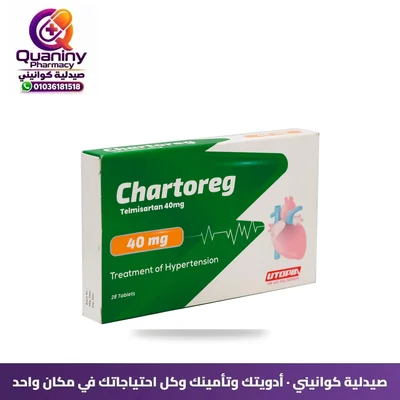 Quaniny
Pharmacy
صيدلية كوانيني
01036181518
Chartoreg
Telmisartan 40mg
40 mg
Treatment of Hypertension
28 Tablets
UTOPIA
صيدلية كوانيني - أدويتك وتأمينك وكل احتياجاتك في مكان واحد